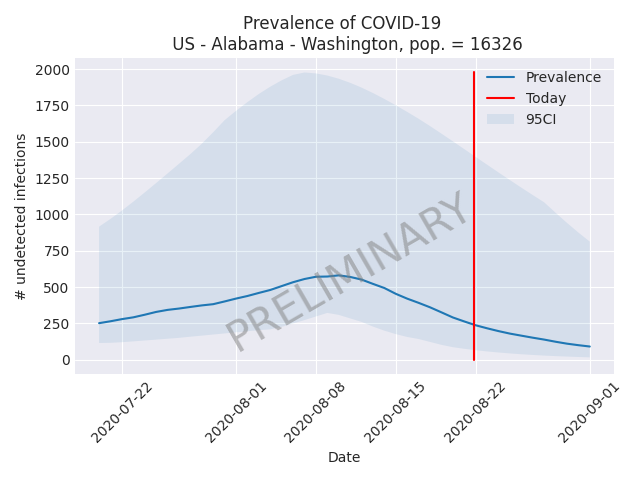 Prevalence of COVID-19
US - Alabama - Washington, pop. = 16326
2000
1750
1500
1250
1000
750
500
250
0
# undetected infections
Prevalence
Today
95CI
PRELIMINARY
2020-07-22
2020-08-01
2020-08-08
2020-08-15
2020-08-22
2020-09-01
Date